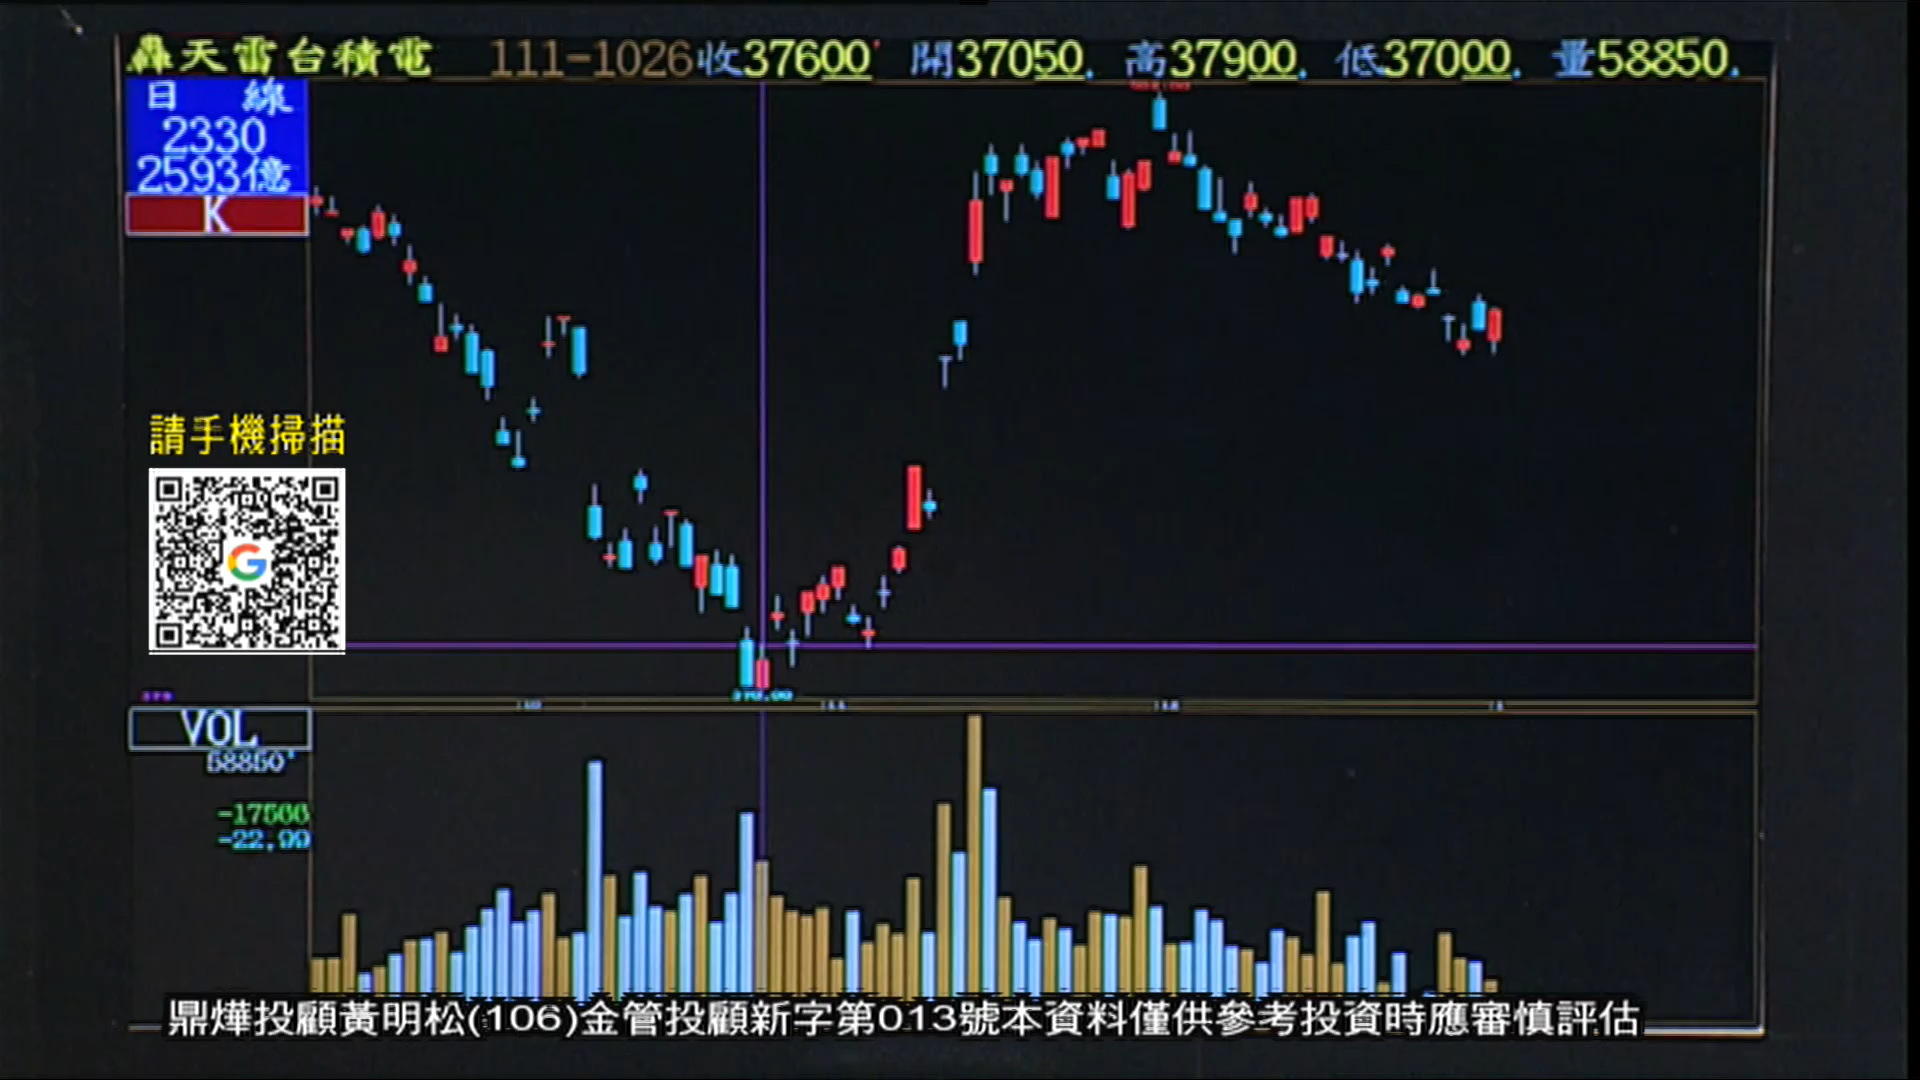 轟天雷台積電 111-1026收37600 開37050. 高37900. 低37000. 量58850.
日 線
2330
2593億
K
請手機掃描
G
VOL
58850
-17566
-22.99
鼎燁投顧黃明松(106)金管投顧新字第013號本資料僅供參考投資時應審慎評估